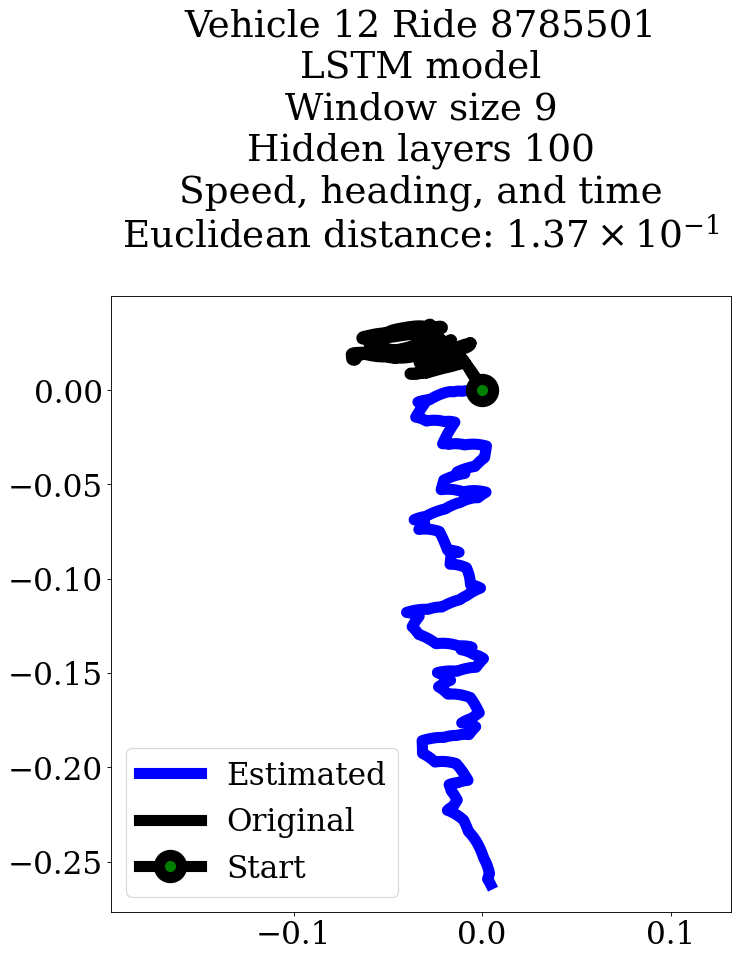 Vehicle 12 Ride 8785501
LSTM model
Window size 9
Hidden layers 100
Speed, heading, and time
Euclidean distance: 1.37 × 10⁻¹
0.00
−0.05
−0.10
−0.15
−0.20
−0.25
Estimated
Original
Start
−0.1
0.0
0.1